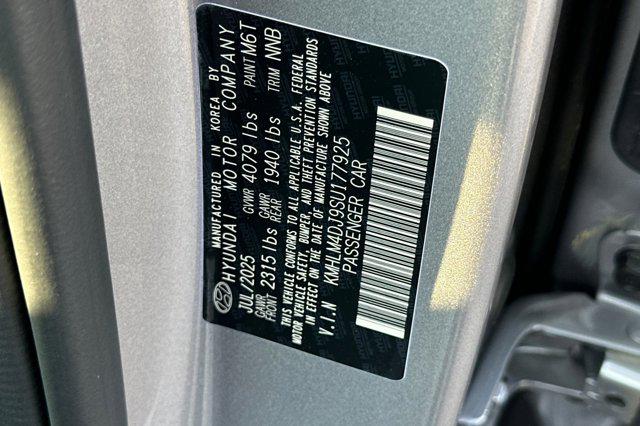 MANUFACTURED IN KOREA BY
HYUNDAI MOTOR COMPANY
JUL/2025 GVWR 4079 lbs PAINT M6T
GAWR FRONT 2315 lbs GAWR REAR 1940 lbs TRIM NNB
THIS VEHICLE CONFORMS TO ALL APPLICABLE U.S.A. FEDERAL
MOTOR VEHICLE SAFETY, BUMPER, AND THEFT PREVENTION STANDARDS
IN EFFECT ON THE DATE OF MANUFACTURE SHOWN ABOVE
V.I.N KMHLM4DJ9SU177925
PASSENGER CAR